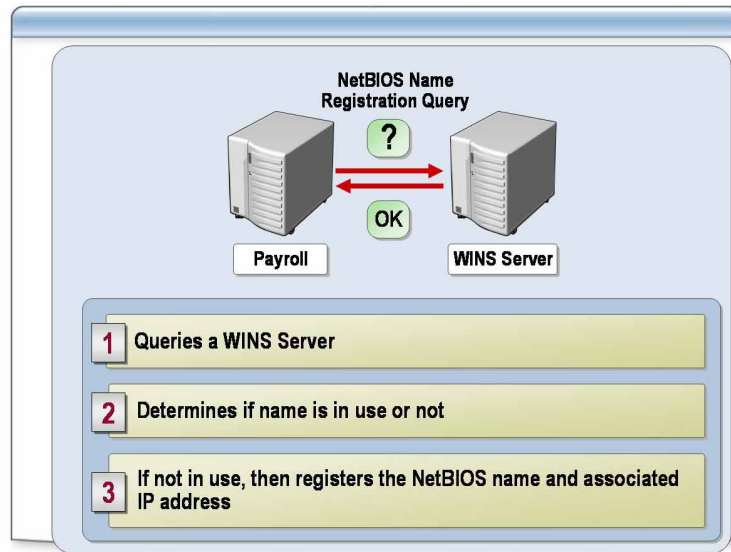 NetBIOS Name
Registration Query
?
OK
Payroll
WINS Server
1 Queries a WINS Server
2 Determines if name is in use or not
3 If not in use, then registers the NetBIOS name and associated
IP address